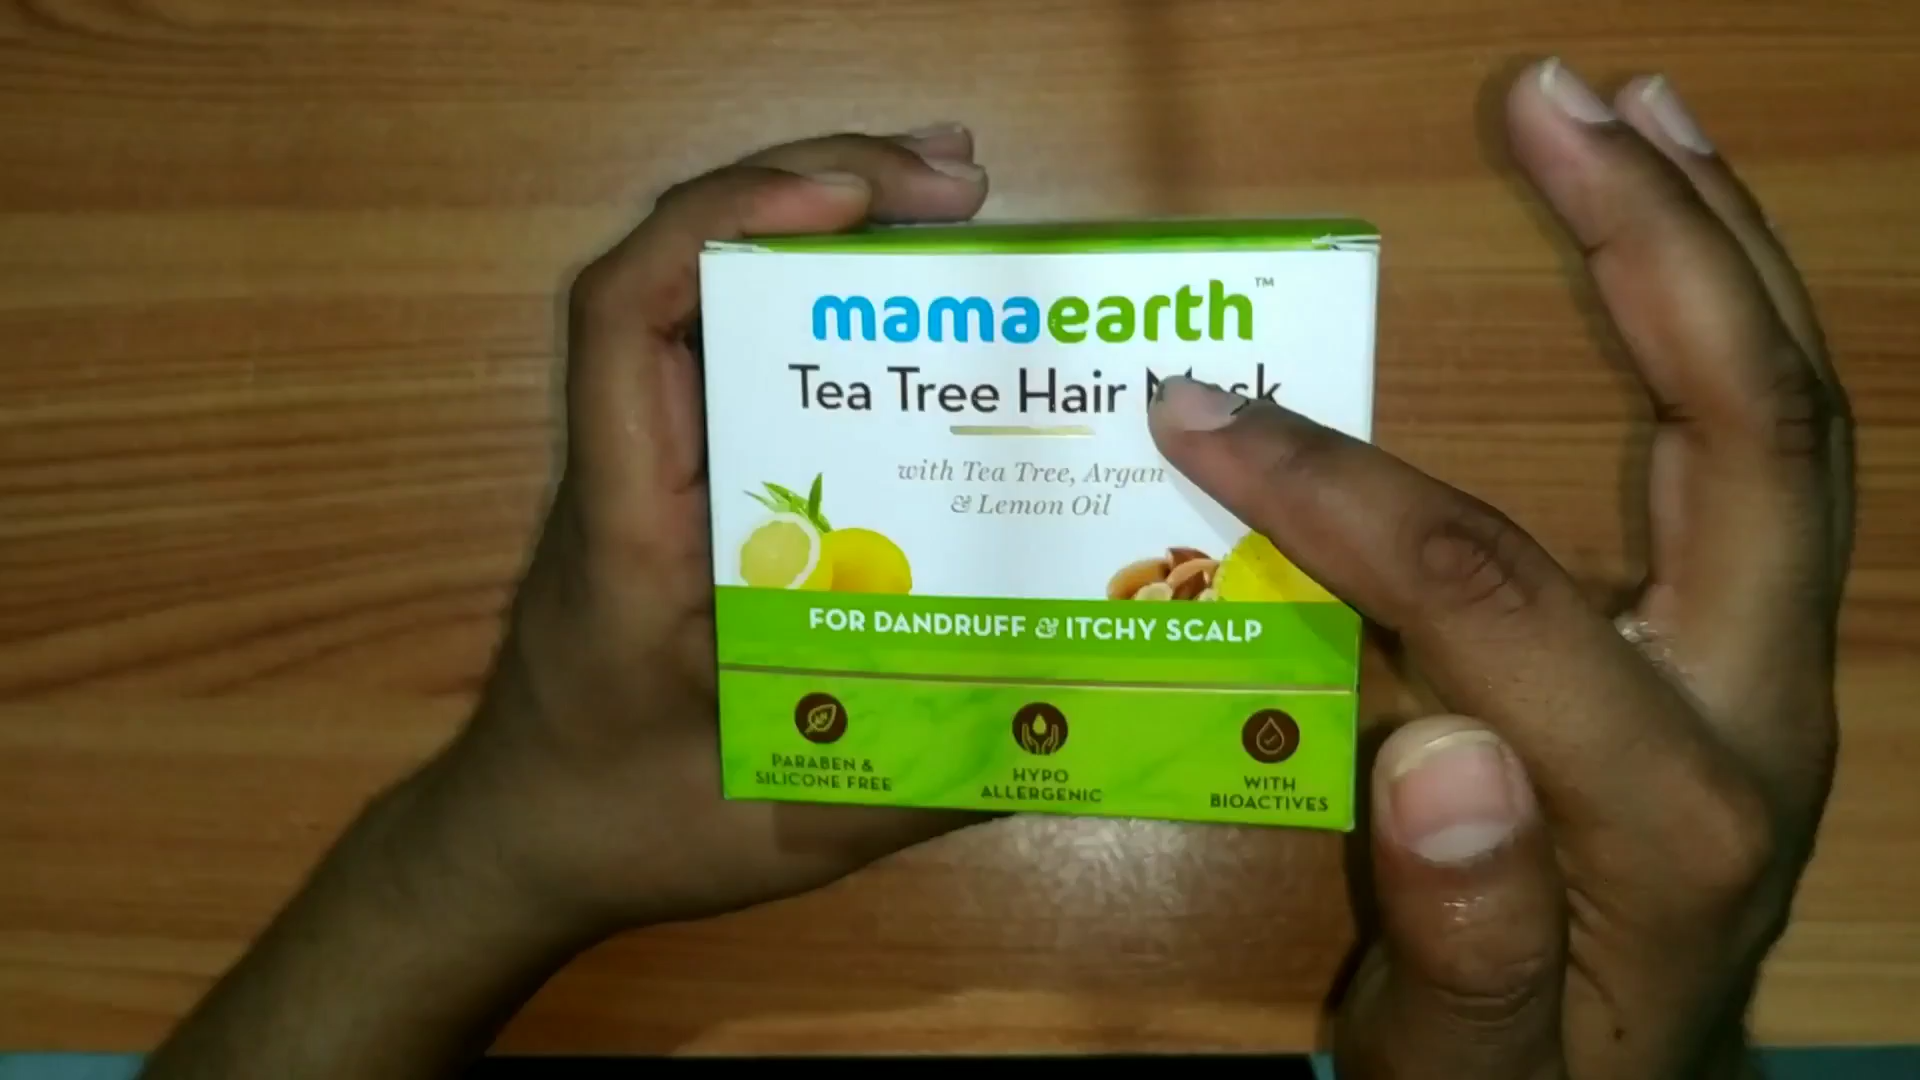 mamaearth™
Tea Tree Hair Mask
with Tea Tree, Argan
& Lemon Oil
FOR DANDRUFF & ITCHY SCALP
PARABEN &
SILICONE FREE
HYPO
ALLERGENIC
WITH
BIOACTIVES